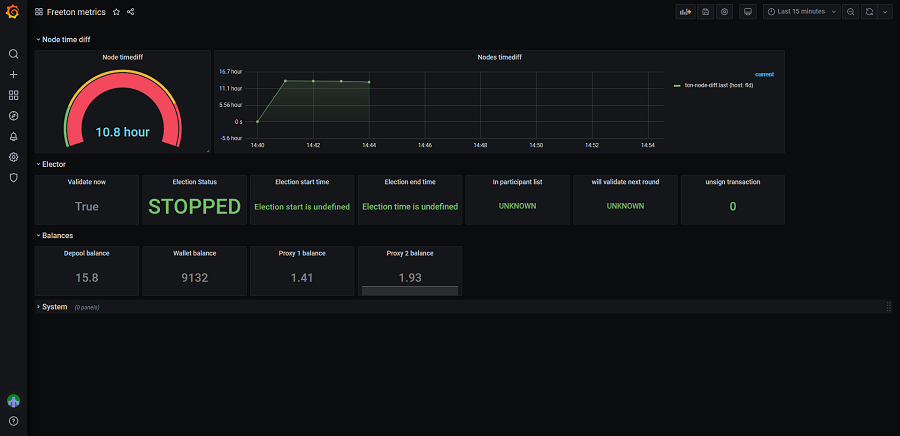 Freeton metrics
Last 15 minutes
Node time diff
Node timediff
10.8 hour
Nodes timediff
16.7 hour
11.1 hour
5.56 hour
0 s
-5.6 hour
14:40 14:42 14:44 14:46 14:48 14:50 14:52 14:54
current
ton-node-diff.last {host: fld}
Elector
Validate now
True
Election Status
STOPPED
Election start time
Election start is undefined
Election end time
Election time is undefined
In participant list
UNKNOWN
will validate next round
UNKNOWN
unsign transaction
0
Balances
Depool balance
15.8
Wallet balance
9132
Proxy 1 balance
1.41
Proxy 2 balance
1.93
System (0 panels)